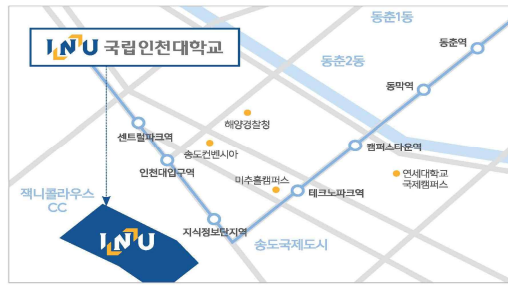 동춘1동
동춘역
INU 국립인천대학교
동춘2동
동막역
해양경찰청
센트럴파크역
캠퍼스타운역
송도컨벤시아
인천대입구역
연세대학교
국제캠퍼스
미추홀캠퍼스
테크노파크역
잭니콜라우스
CC
지식정보단지역
INU
송도국제도시